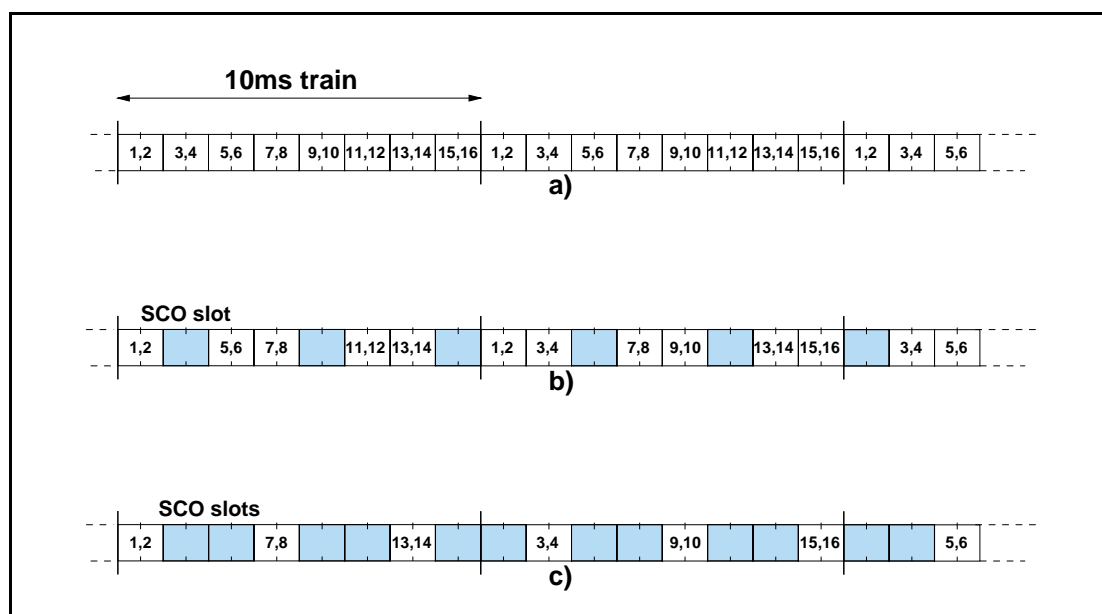 10ms train
1,2 3,4 5,6 7,8 9,10 11,12 13,14 15,16 1,2 3,4 5,6 7,8 9,10 11,12 13,14 15,16 1,2 3,4 5,6
a)
SCO slot
1,2 5,6 7,8 11,12 13,14 1,2 3,4 7,8 9,10 13,14 15,16 3,4 5,6
b)
SCO slots
1,2 7,8 13,14 3,4 9,10 15,16 5,6
c)